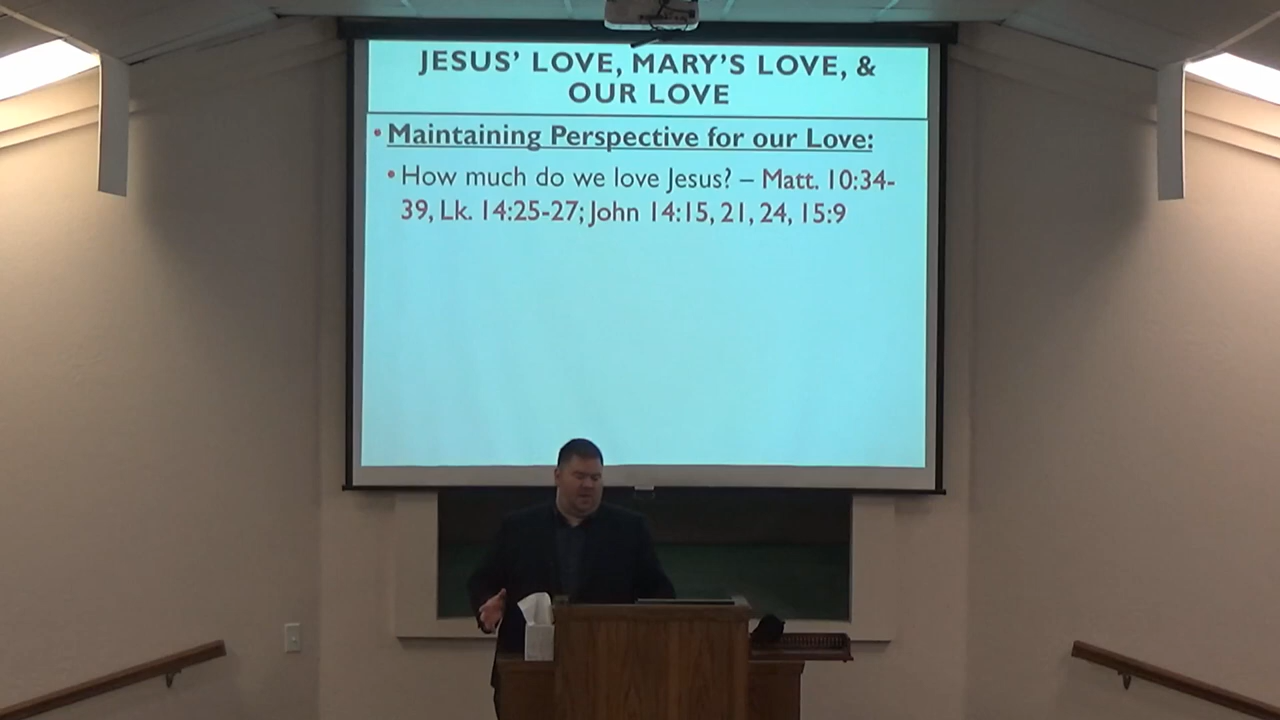 JESUS’ LOVE, MARY’S LOVE, &
OUR LOVE
• Maintaining Perspective for our Love:
• How much do we love Jesus? – Matt. 10:34-
39, Lk. 14:25-27; John 14:15, 21, 24, 15:9